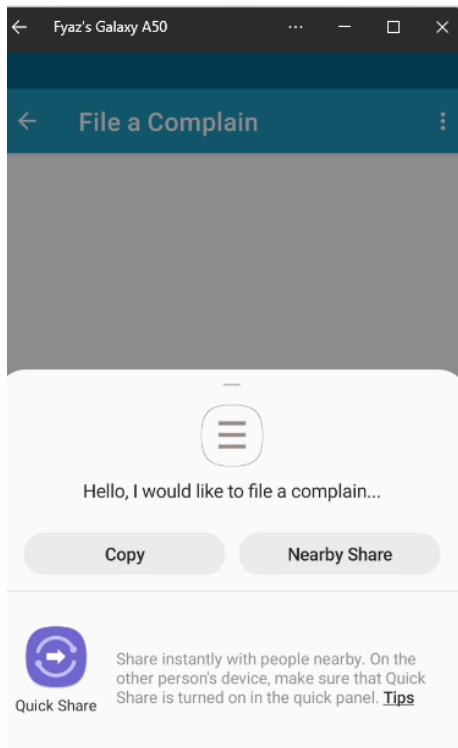 Fyaz's Galaxy A50
File a Complain
Hello, I would like to file a complain...
Copy
Nearby Share
Quick Share
Share instantly with people nearby. On the
other person's device, make sure that Quick
Share is turned on in the quick panel. Tips